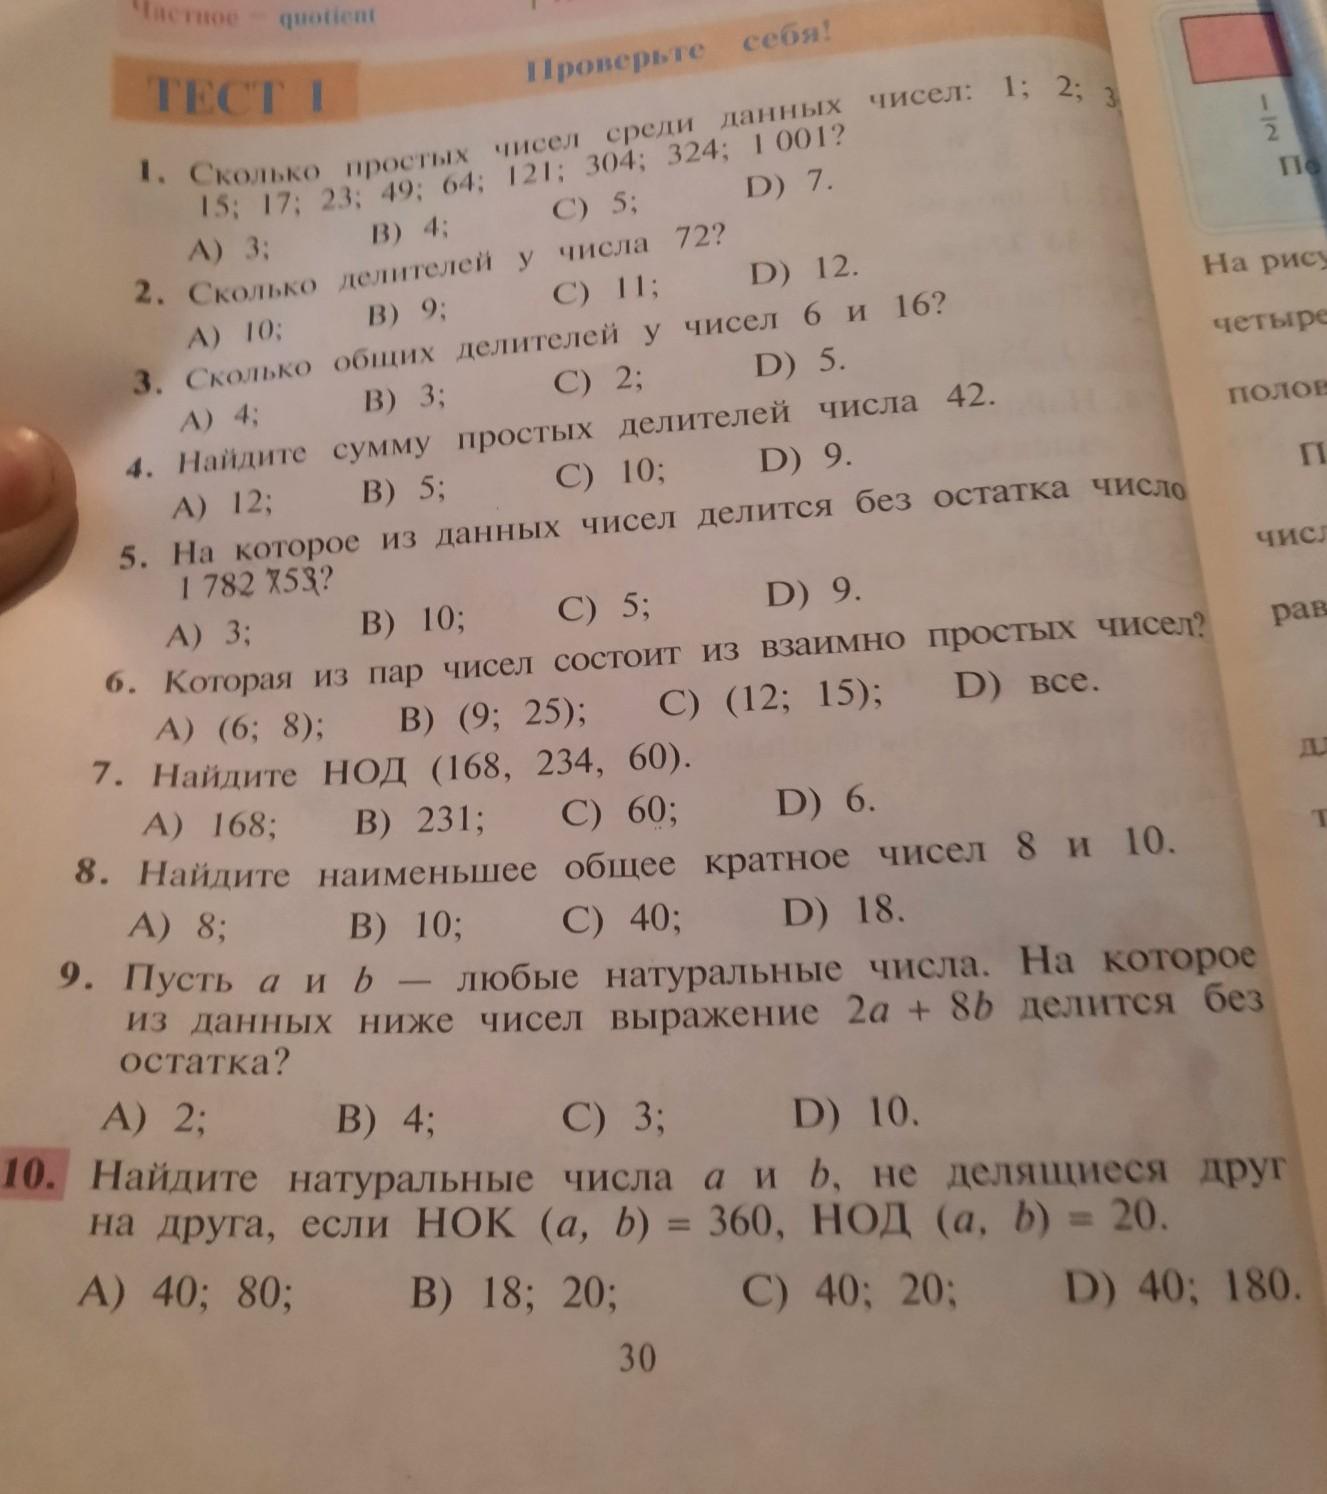 Частное – quotient
ТЕСТ 1
Проверьте себя!
1. Сколько простых чисел среди данных чисел: 1; 2; 3
15; 17; 23; 49; 64; 121; 304; 324; 1 001?
A) 3; B) 4; C) 5; D) 7.
2. Сколько делителей у числа 72?
A) 10; B) 9; C) 11; D) 12.
3. Сколько общих делителей у чисел 6 и 16?
A) 4; B) 3; C) 2; D) 5.
4. Найдите сумму простых делителей числа 42.
A) 12; B) 5; C) 10; D) 9.
5. На которое из данных чисел делится без остатка число
1 782 753?
A) 3; B) 10; C) 5; D) 9.
6. Которая из пар чисел состоит из взаимно простых чисел?
A) (6; 8); B) (9; 25); C) (12; 15); D) все.
7. Найдите НОД (168, 234, 60).
A) 168; B) 231; C) 60; D) 6.
8. Найдите наименьшее общее кратное чисел 8 и 10.
A) 8; B) 10; C) 40; D) 18.
9. Пусть a и b — любые натуральные числа. На которое
из данных ниже чисел выражение 2a + 8b делится без
остатка?
A) 2; B) 4; C) 3; D) 10.
10. Найдите натуральные числа a и b, не делящиеся друг
на друга, если НОК (a, b) = 360, НОД (a, b) = 20.
A) 40; 80; B) 18; 20; C) 40; 20; D) 40; 180.
30
1/2
По
На рису
четыре
полов
П
числ
рав